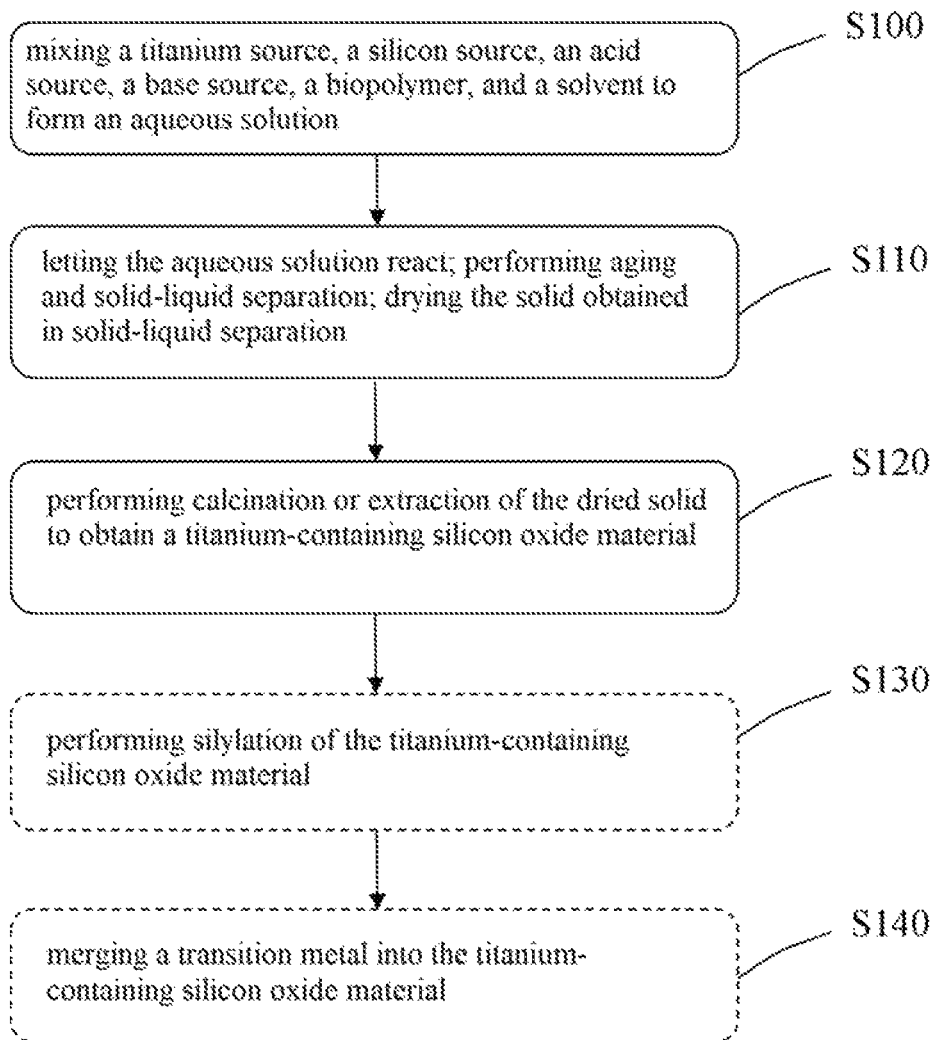 S100
mixing a titanium source, a silicon source, an acid
source, a base source, a biopolymer, and a solvent to
form an aqueous solution
S110
letting the aqueous solution react; performing aging
and solid-liquid separation; drying the solid obtained
in solid-liquid separation
S120
performing calcination or extraction of the dried solid
to obtain a titanium-containing silicon oxide material
S130
performing silylation of the titanium-containing
silicon oxide material
S140
merging a transition metal into the titanium-
containing silicon oxide material